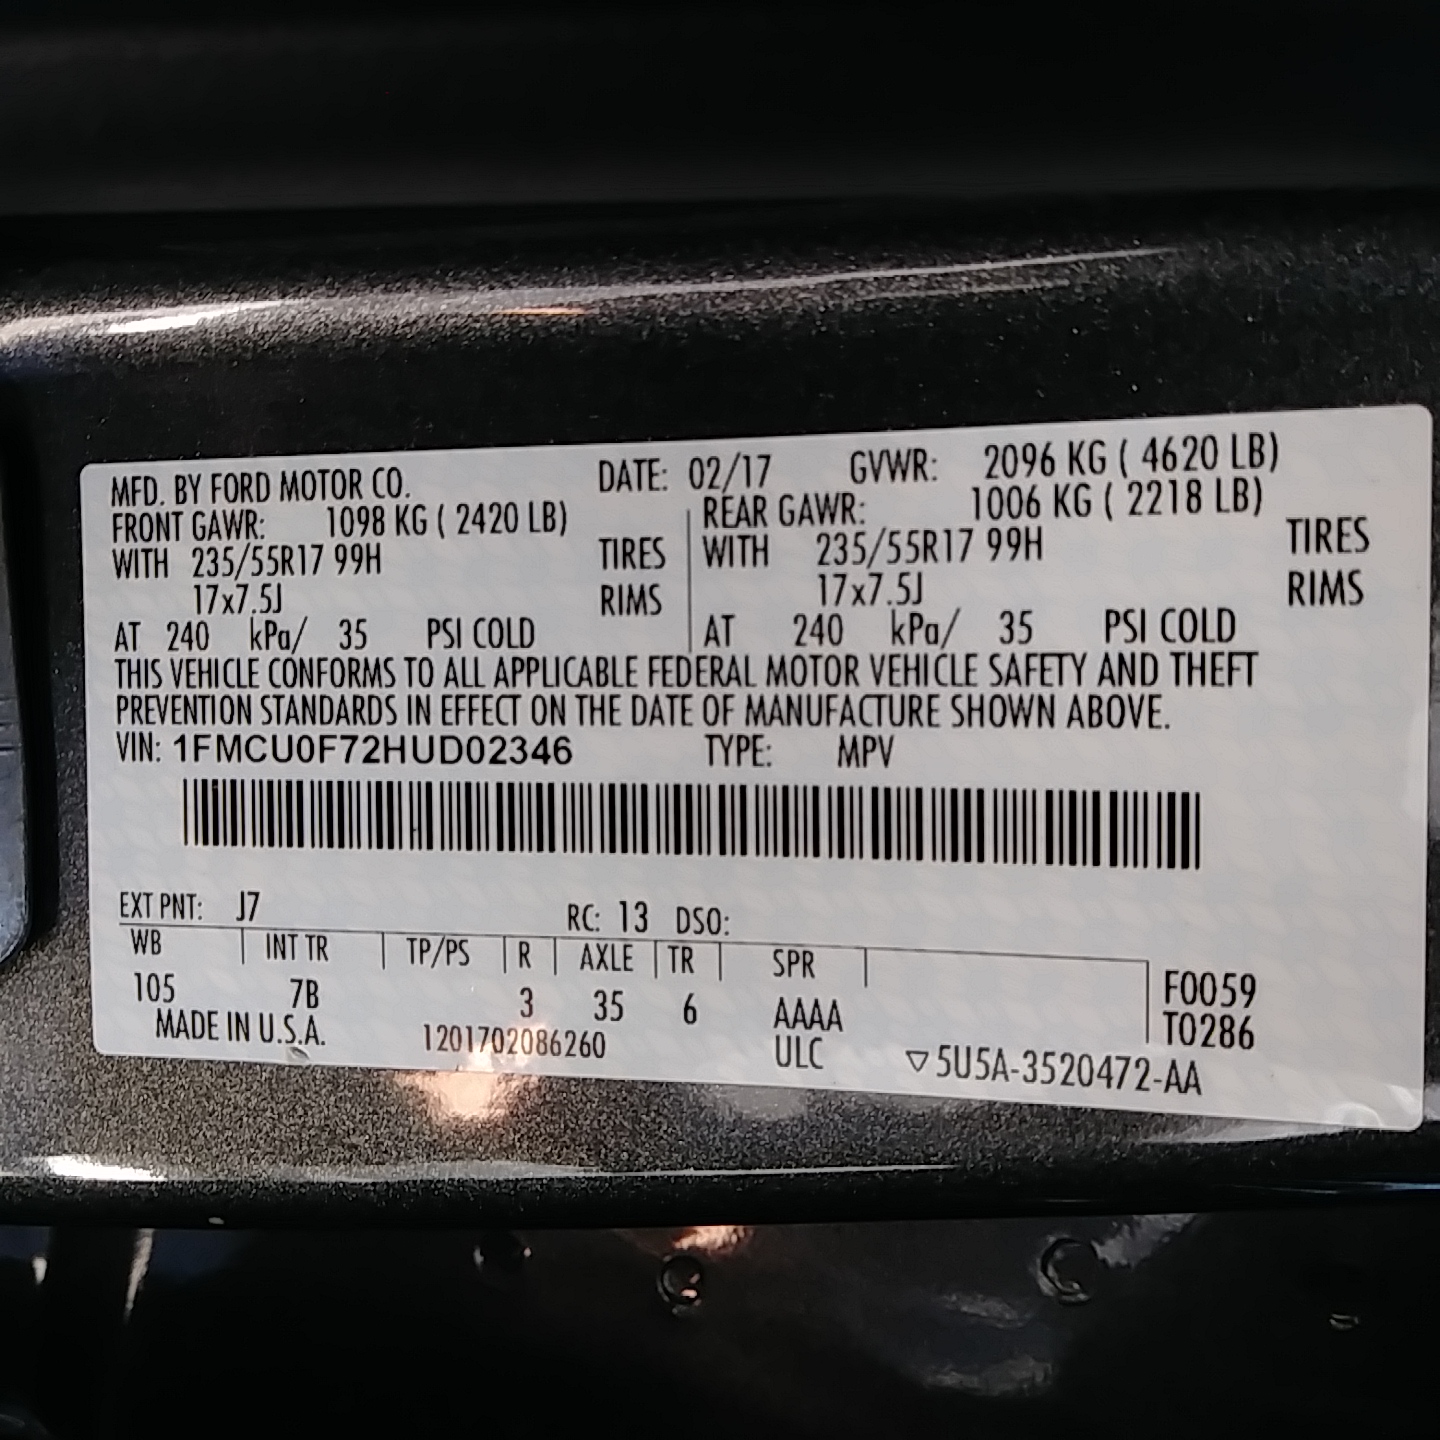 MFD. BY FORD MOTOR CO. DATE: 02/17 GVWR: 2096 KG ( 4620 LB)
FRONT GAWR: 1098 KG ( 2420 LB) REAR GAWR: 1006 KG ( 2218 LB)
WITH 235/55R17 99H TIRES WITH 235/55R17 99H TIRES
17x7.5J RIMS 17x7.5J RIMS
AT 240 kPa/ 35 PSI COLD AT 240 kPa/ 35 PSI COLD
THIS VEHICLE CONFORMS TO ALL APPLICABLE FEDERAL MOTOR VEHICLE SAFETY AND THEFT
PREVENTION STANDARDS IN EFFECT ON THE DATE OF MANUFACTURE SHOWN ABOVE.
VIN: 1FMCU0F72HUD02346 TYPE: MPV
EXT PNT: J7 RC: 13 DSO:
WB INT TR TP/PS R AXLE TR SPR
105 7B 3 35 6 AAAA F0059
MADE IN U.S.A. 1201702086260 ULC T0286
▽5U5A-3520472-AA